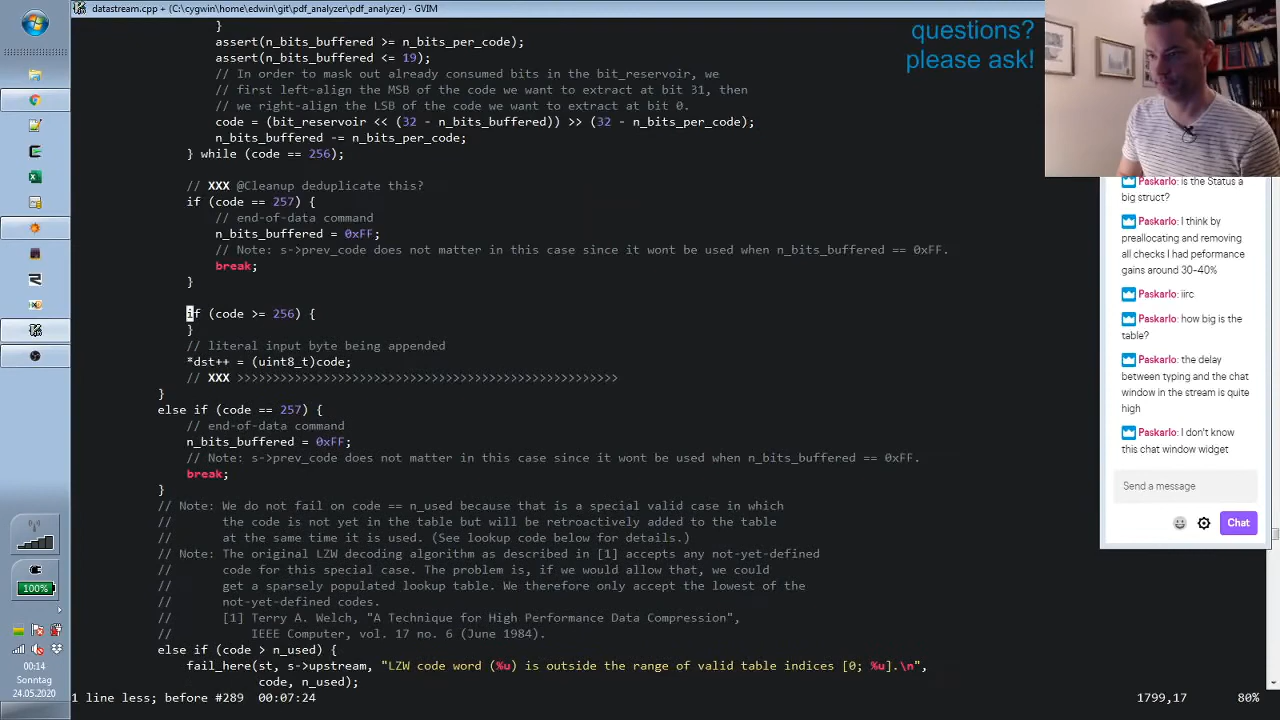 datastream.cpp + (C:\cygwin\home\edwin\git\pdf_analyzer\pdf_analyzer) - GVIM
}
assert(n_bits_buffered >= n_bits_per_code);
assert(n_bits_buffered <= 19);
// In order to mask out already consumed bits in the bit_reservoir, we
// first left-align the MSB of the code we want to extract at bit 31, then
// we right-align the LSB of the code we want to extract at bit 0.
code = (bit_reservoir << (32 - n_bits_buffered)) >> (32 - n_bits_per_code);
n_bits_buffered -= n_bits_per_code;
} while (code == 256);
// XXX @Cleanup deduplicate this?
if (code == 257) {
// end-of-data command
n_bits_buffered = 0xFF;
// Note: s->prev_code does not matter in this case since it wont be used when n_bits_buffered == 0xFF.
break;
}
if (code >= 256) {
}
// literal input byte being appended
*dst++ = (uint8_t)code;
// XXX >>>>>>>>>>>>>>>>>>>>>>>>>>>>>>>>>>>>>>>>>>>>>>>>>>>>>
}
else if (code == 257) {
// end-of-data command
n_bits_buffered = 0xFF;
// Note: s->prev_code does not matter in this case since it wont be used when n_bits_buffered == 0xFF.
break;
}
// Note: We do not fail on code == n_used because that is a special valid case in which
// the code is not yet in the table but will be retroactively added to the table
// at the same time it is used. (See lookup code below for details.)
// Note: The original LZW decoding algorithm as described in [1] accepts any not-yet-defined
// code for this special case. The problem is, if we would allow that, we could
// get a sparsely populated lookup table. We therefore only accept the lowest of the
// not-yet-defined codes.
// [1] Terry A. Welch, "A Technique for High Performance Data Compression",
// IEEE Computer, vol. 17 no. 6 (June 1984).
else if (code > n_used) {
fail_here(st, s->upstream, "LZW code word (%u) is outside the range of valid table indices [0; %u].\n",
code, n_used);
1 line less; before #289 00:07:24
1799,17
80%
questions?
please ask!
Paskarlo: is the Status a
big struct?
Paskarlo: I think by
preallocating and removing
all checks I had peformance
gains around 30-40%
Paskarlo: iirc
Paskarlo: how big is the
table?
Paskarlo: the delay
between typing and the chat
window in the stream is quite
high
Paskarlo: I don't know
this chat window widget
Send a message
Chat
100%
00:14
Sonntag
24.05.2020